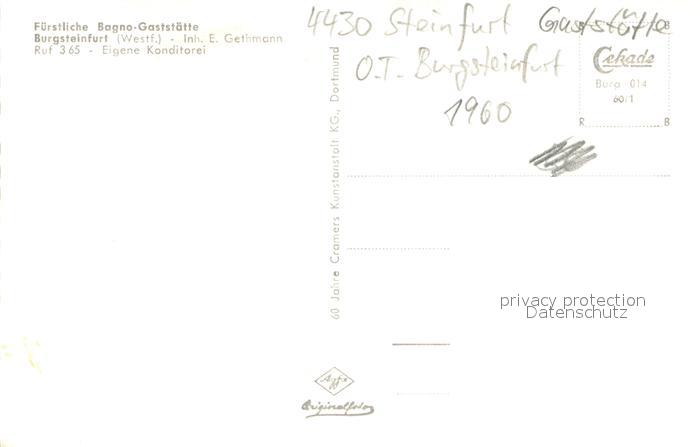 Fürstliche Bagno-Gaststätte
Burgsteinfurt (Westf.) - Inh. E. Gethmann
Ruf 365 - Eigene Konditorei
4430 Steinfurt Gaststätte
O.T. Burgsteinfurt
1960
Cekade
Burg 014
60/1
R B
60 Jahre Cramers Kunstanstalt KG., Dortmund
privacy protection
Datenschutz
Agfa
Originalfoto